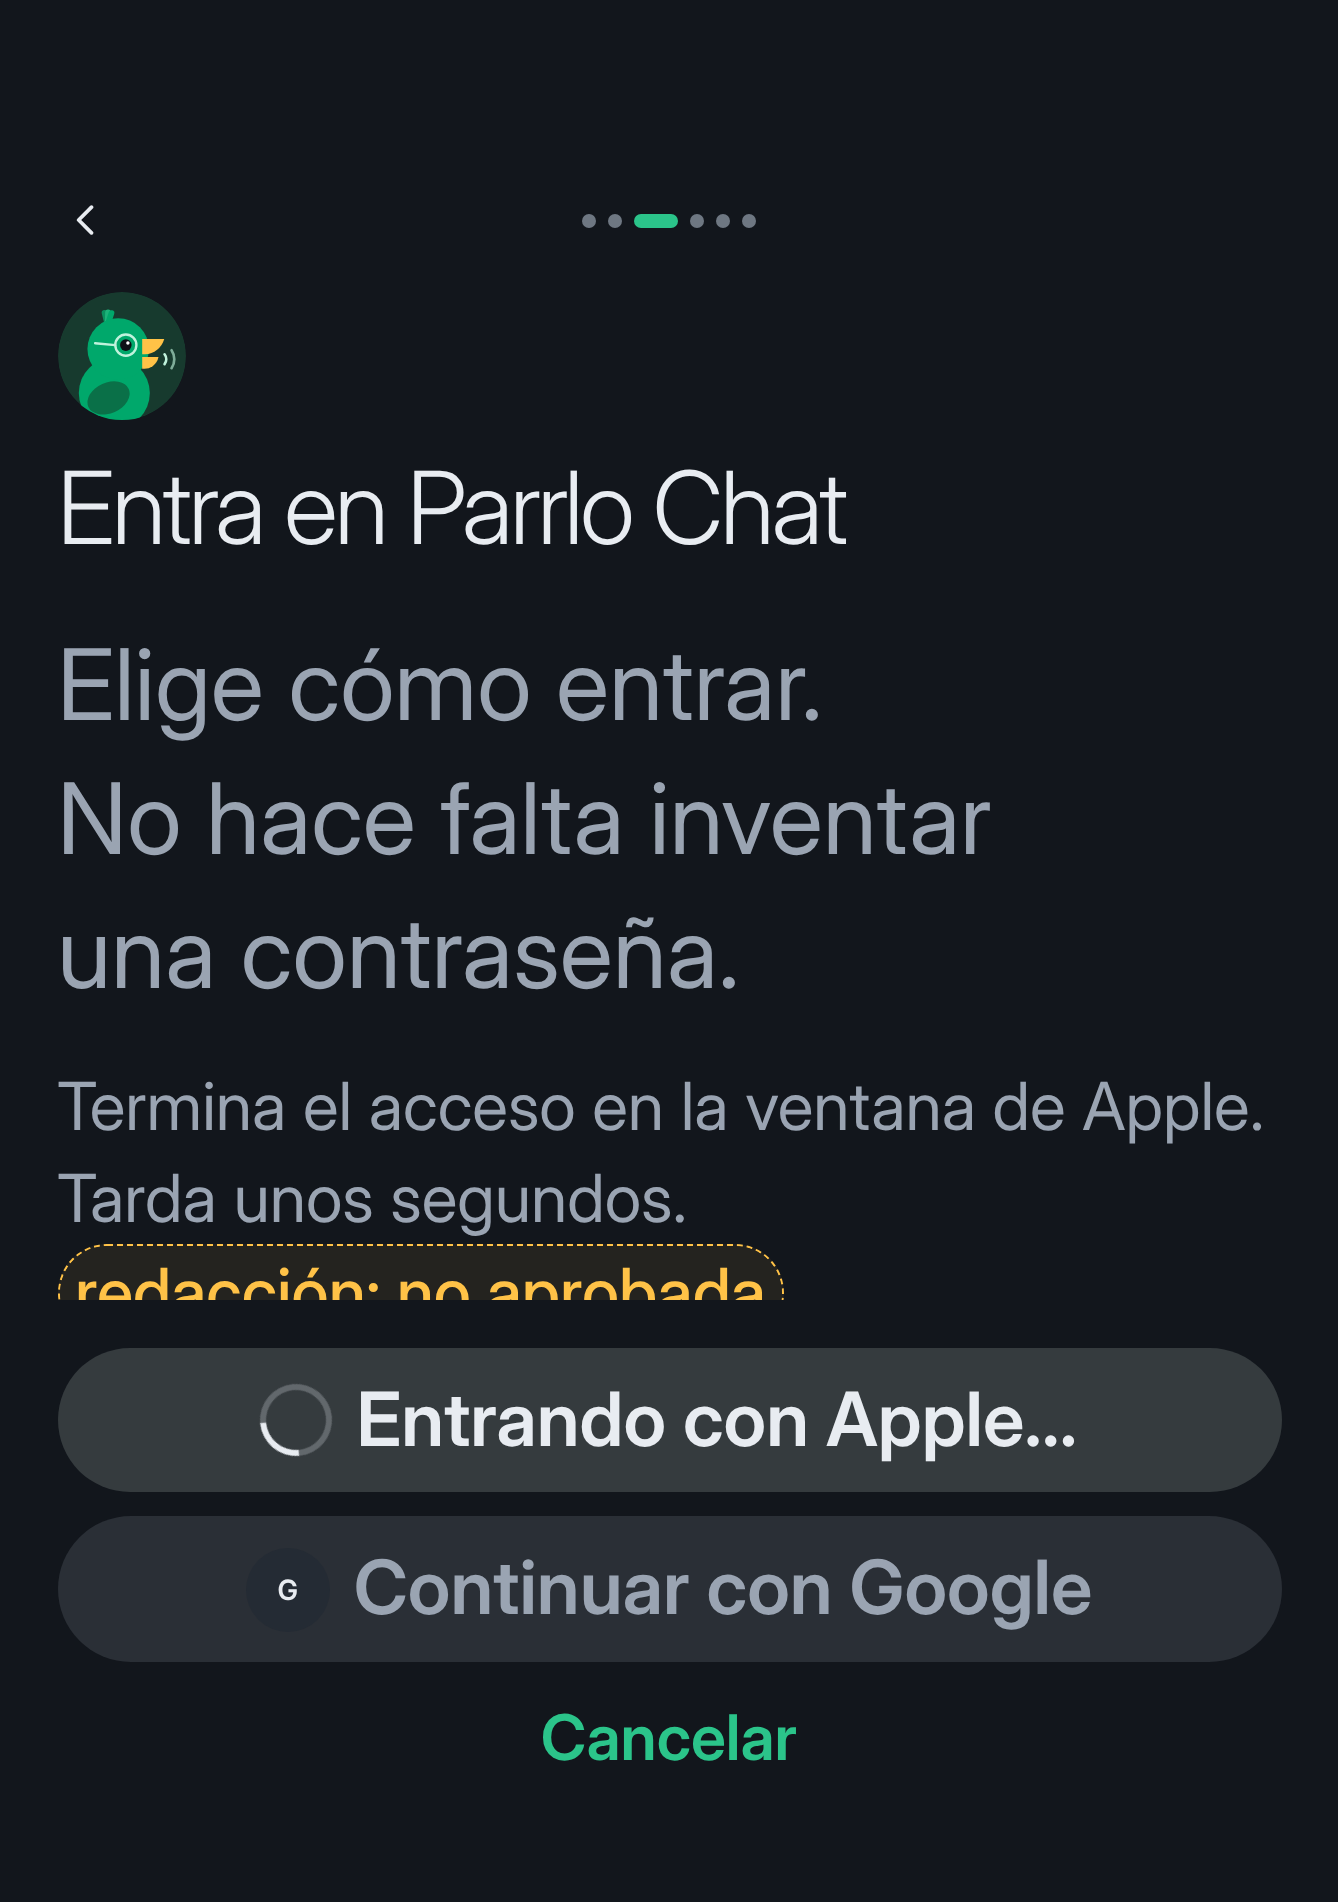 Entra en Parrlo Chat
Elige cómo entrar.
No hace falta inventar
una contraseña.
Termina el acceso en la ventana de Apple.
Tarda unos segundos.
redacción: no aprobada
Entrando con Apple...
G Continuar con Google
Cancelar